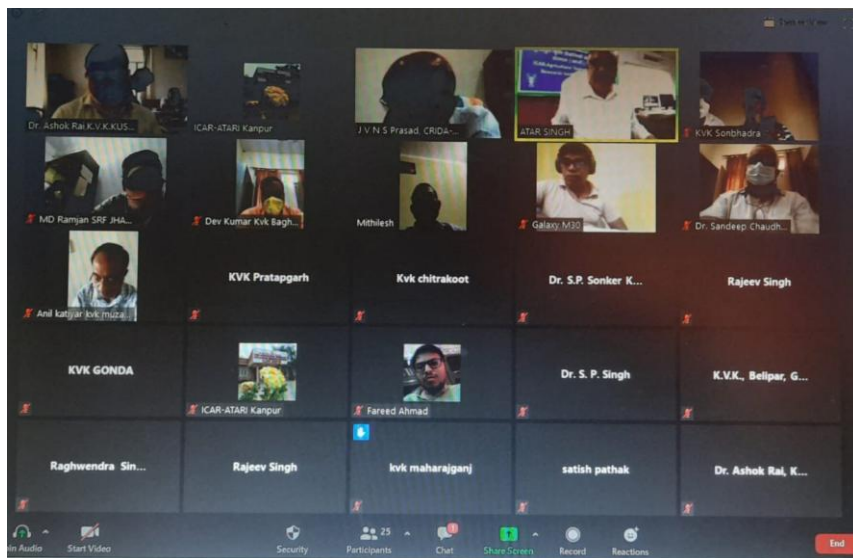 Dr. Ashok Rai,K.V.K.KUS...
ICAR-ATARI Kanpur
J V N S Prasad, CRIDA-...
ATAR SINGH
KVK Sonbhadra
MD Ramjan SRF JHA...
Dev Kumar Kvk Bagh...
Mithilesh
Galaxy M30
Dr. Sandeep Chaudh...
Anil katiyar kvk muza...
KVK Pratapgarh
Kvk chitrakoot
Dr. S.P. Sonker K...
Rajeev Singh
KVK GONDA
ICAR-ATARI Kanpur
Fareed Ahmad
Dr. S. P. Singh
K.V.K., Belipar, G...
Raghwendra Sin...
Rajeev Singh
kvk maharajganj
satish pathak
Dr. Ashok Rai, K...
Start Video
Security
25
Participants
1
Chat
Share Screen
Record
Reactions
End